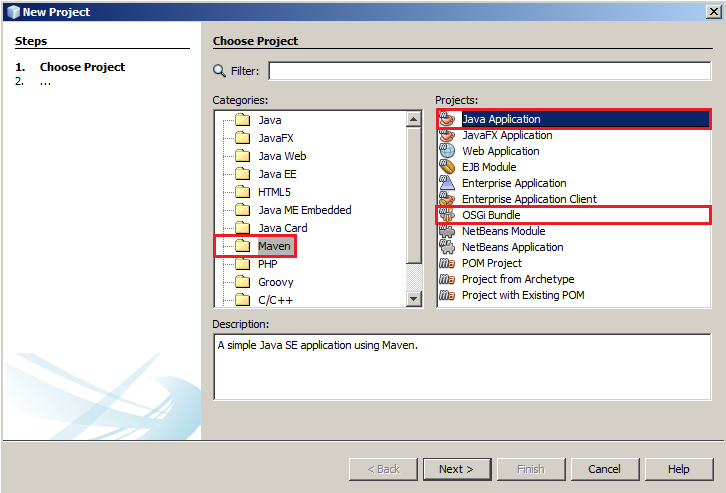 New Project
Steps
1. Choose Project
2. ...
Choose Project
Filter:
Categories:
Java
JavaFX
Java Web
Java EE
HTML5
Java ME Embedded
Java Card
Maven
PHP
Groovy
C/C++
Projects:
Java Application
JavaFX Application
Web Application
EJB Module
Enterprise Application
Enterprise Application Client
OSGi Bundle
NetBeans Module
NetBeans Application
POM Project
Project from Archetype
Project with Existing POM
Description:
A simple Java SE application using Maven.
< Back
Next >
Finish
Cancel
Help